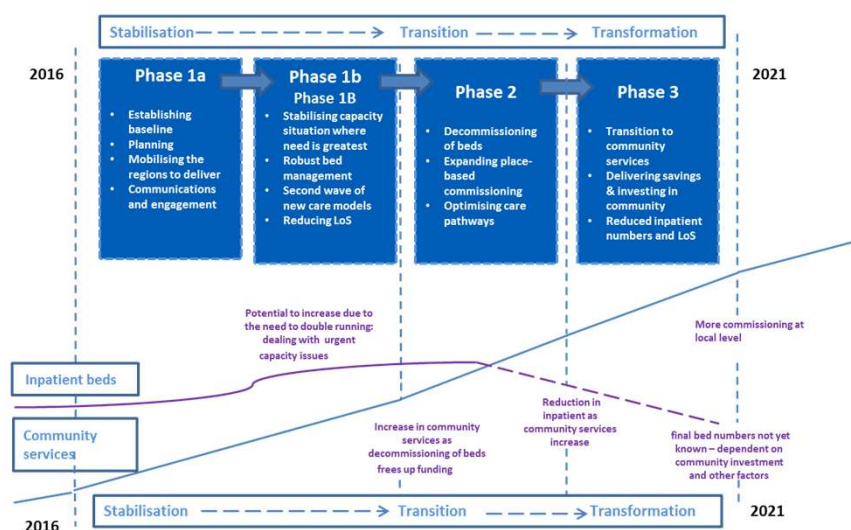 Stabilisation Transition Transformation
2016
2021
Phase 1a
• Establishing
baseline
• Planning
• Mobilising the
regions to deliver
• Communications
and engagement
Phase 1b
Phase 1B
• Stabilising capacity
situation where
need is greatest
• Robust bed
management
• Second wave of
new care models
• Reducing LoS
Phase 2
• Decommissioning
of beds
• Expanding place-
based
commissioning
• Optimising care
pathways
Phase 3
• Transition to
community
services
• Delivering savings
& investing in
community
• Reduced inpatient
numbers and LoS
Potential to increase due to
the need to double running:
dealing with urgent
capacity issues
More commissioning at
local level
Inpatient beds
Community
services
Increase in community
services as
decommissioning of beds
frees up funding
Reduction in
inpatient as
community services
increase
final bed numbers not yet
known – dependent on
community investment
and other factors
2016
Stabilisation Transition Transformation
2021